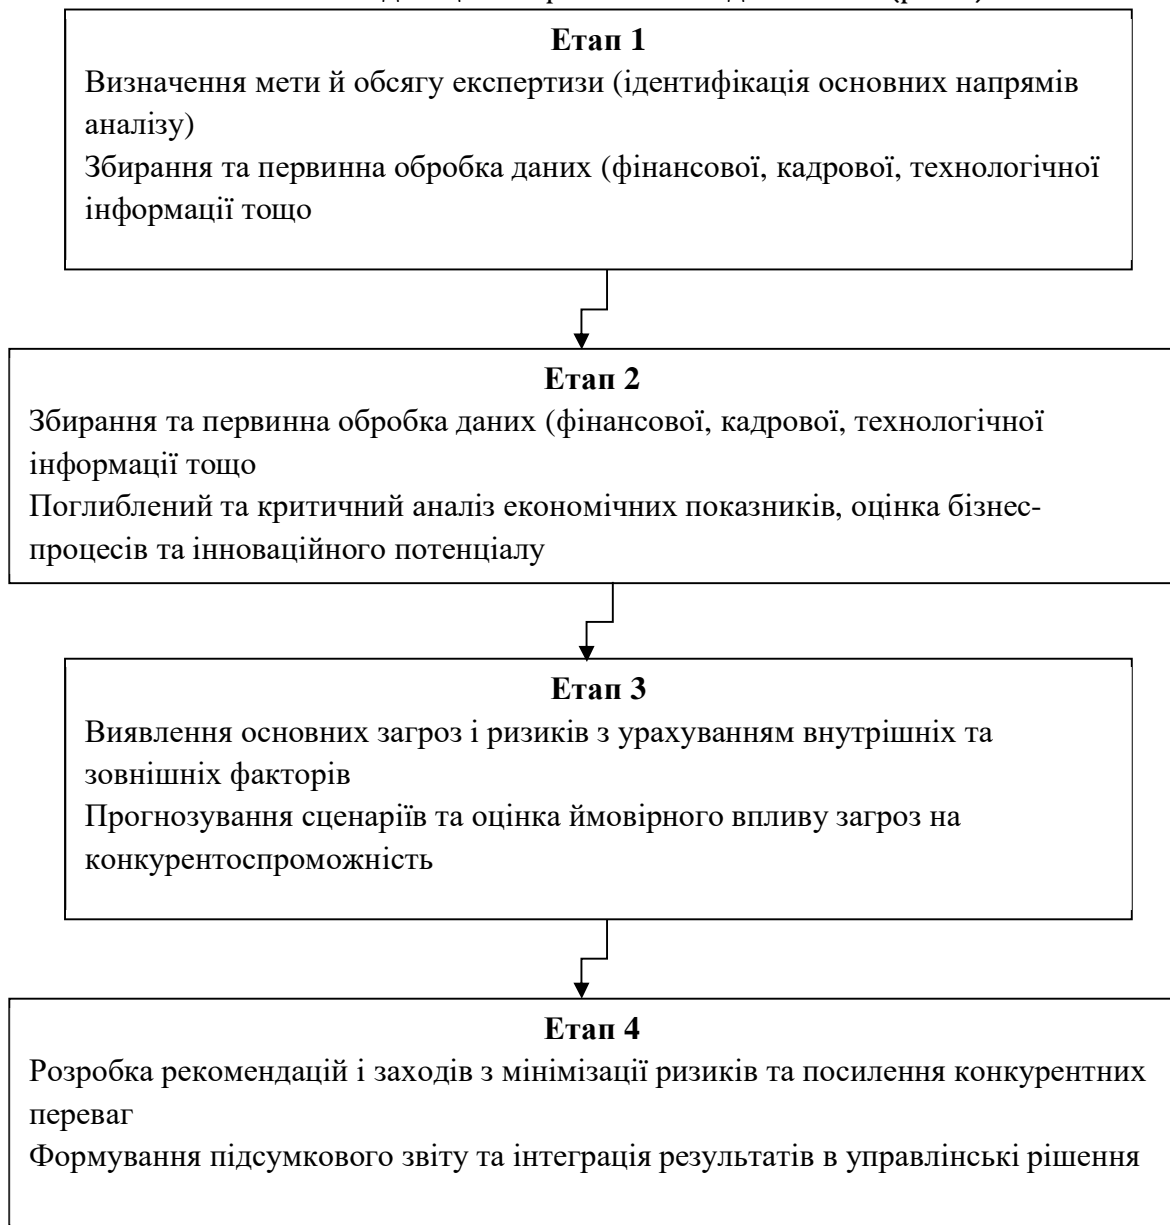 Етап 1
Визначення мети й обсягу експертизи (ідентифікація основних напрямів
аналізу)
Збирання та первинна обробка даних (фінансової, кадрової, технологічної
інформації тощо
Етап 2
Збирання та первинна обробка даних (фінансової, кадрової, технологічної
інформації тощо
Поглиблений та критичний аналіз економічних показників, оцінка бізнес-
процесів та інноваційного потенціалу
Етап 3
Виявлення основних загроз і ризиків з урахуванням внутрішніх та
зовнішніх факторів
Прогнозування сценаріїв та оцінка ймовірного впливу загроз на
конкурентоспроможність
Етап 4
Розробка рекомендацій і заходів з мінімізації ризиків та посилення конкурентних
переваг
Формування підсумкового звіту та інтеграція результатів в управлінські рішення